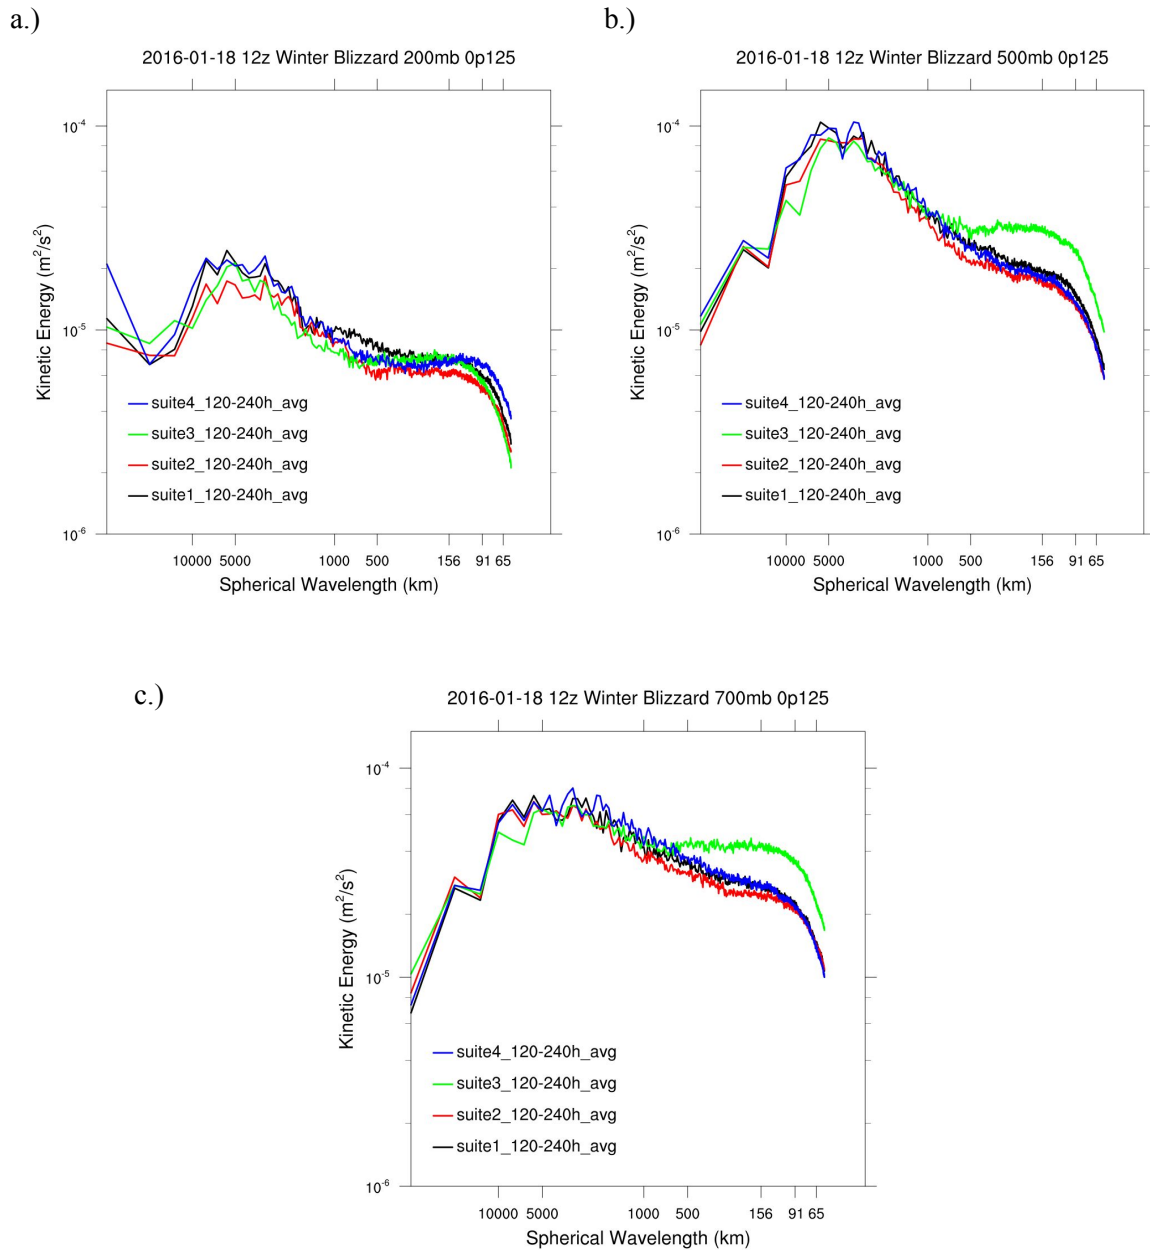 a.)
2016-01-18 12z Winter Blizzard 200mb 0p125
10⁻⁴
10⁻⁵
10⁻⁶
Kinetic Energy (m²/s²)
suite4_120-240h_avg
suite3_120-240h_avg
suite2_120-240h_avg
suite1_120-240h_avg
10000 5000 1000 500 156 91 65
Spherical Wavelength (km)
b.)
2016-01-18 12z Winter Blizzard 500mb 0p125
10⁻⁴
10⁻⁵
10⁻⁶
Kinetic Energy (m²/s²)
suite4_120-240h_avg
suite3_120-240h_avg
suite2_120-240h_avg
suite1_120-240h_avg
10000 5000 1000 500 156 91 65
Spherical Wavelength (km)
c.)
2016-01-18 12z Winter Blizzard 700mb 0p125
10⁻⁴
10⁻⁵
10⁻⁶
Kinetic Energy (m²/s²)
suite4_120-240h_avg
suite3_120-240h_avg
suite2_120-240h_avg
suite1_120-240h_avg
10000 5000 1000 500 156 91 65
Spherical Wavelength (km)